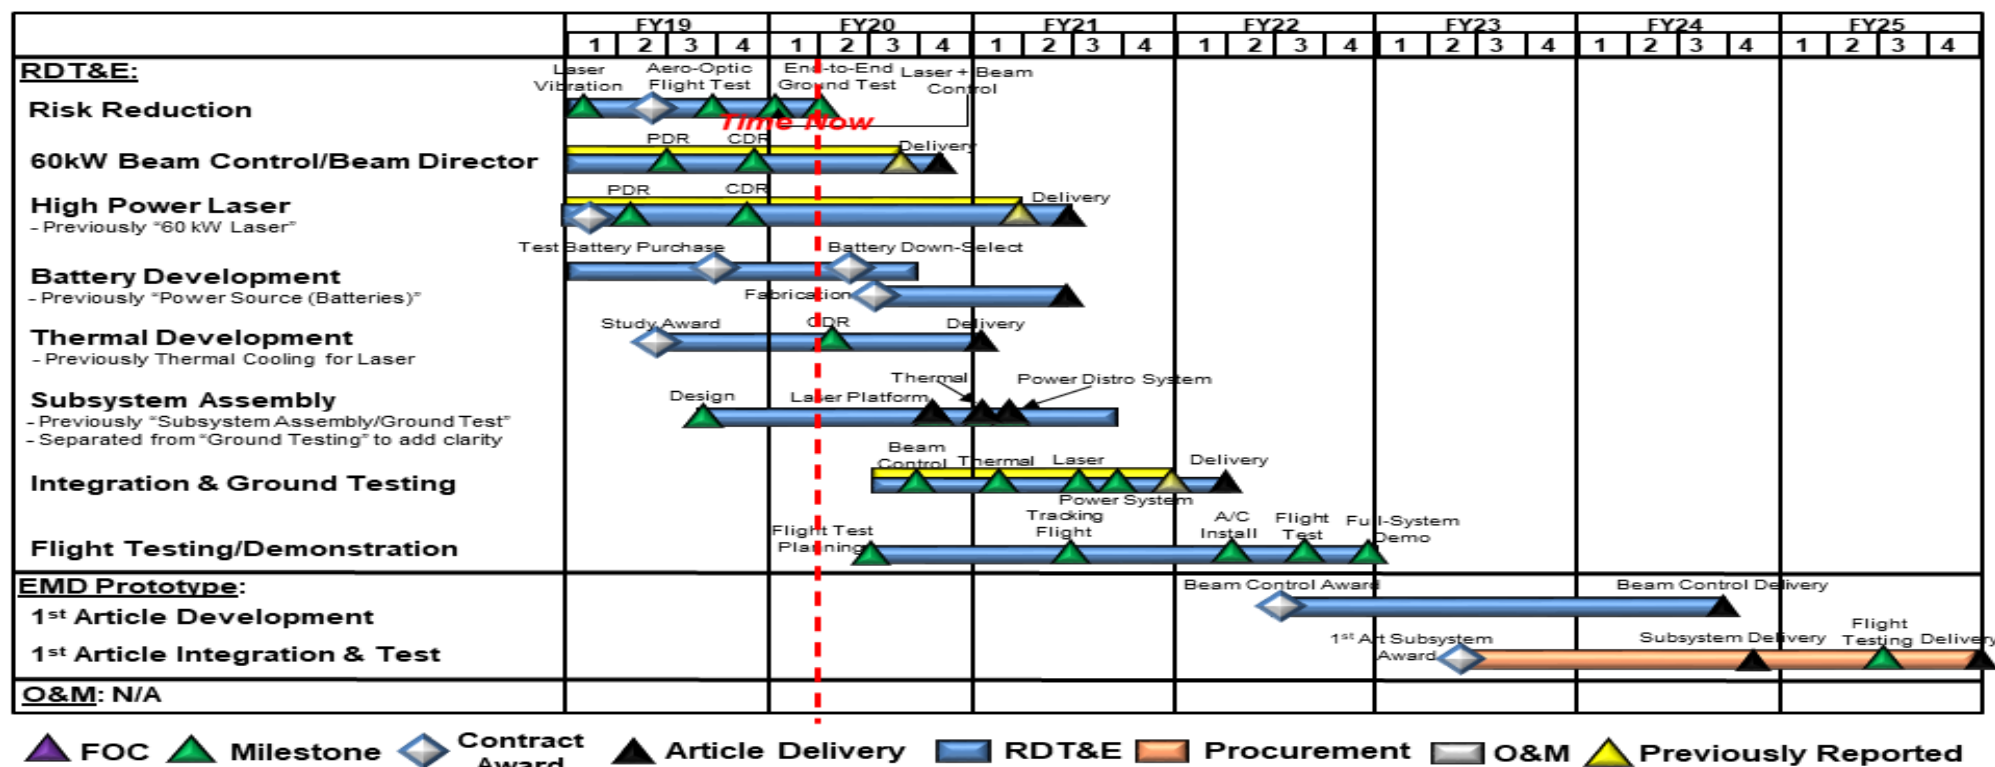 FY19 FY20 FY21 FY22 FY23 FY24 FY25
1 2 3 4 1 2 3 4 1 2 3 4 1 2 3 4 1 2 3 4 1 2 3 4 1 2 3 4
RDT&E:
Laser Vibration
Aero-Optic Flight Test
End-to-End Ground Test
Laser + Beam Control
Risk Reduction
Time Now
PDR CDR Delivery
60kW Beam Control/Beam Director
PDR CDR Delivery
High Power Laser
- Previously “60 kW Laser”
Test Battery Purchase Battery Down-Select
Battery Development
- Previously “Power Source (Batteries)”
Fabrication
Study Award CDR Delivery
Thermal Development
- Previously Thermal Cooling for Laser
Thermal Power Distro System
Design Laser Platform
Subsystem Assembly
- Previously “Subsystem Assembly/Ground Test”
- Separated from “Ground Testing” to add clarity
Beam Control Thermal Laser Delivery
Integration & Ground Testing
Power System
Flight Test Planning
Tracking Flight
A/C Install
Flight Test
Full-System Demo
Flight Testing/Demonstration
EMD Prototype:
Beam Control Award Beam Control Delivery
1st Article Development
1st Art Subsystem Award
Subsystem Delivery
Flight Testing
Delivery
1st Article Integration & Test
O&M: N/A
FOC Milestone Contract Award Article Delivery RDT&E Procurement O&M Previously Reported